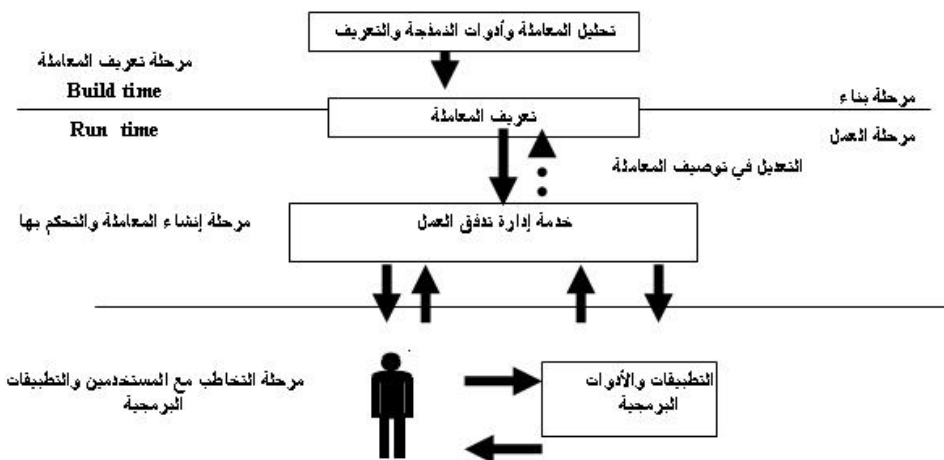 تحليل المعاملة وأدوات النمذجة والتعريف
مرحلة تعريف المعاملة
Build time
مرحلة بناء
تعريف المعاملة
Run time
مرحلة العمل
التعديل في توصيف المعاملة
خدمة إدارة تدفق العمل
مرحلة إنشاء المعاملة والتحكم بها
التطبيقات والأدوات
البرمجية
مرحلة التخاطب مع المستخدمين والتطبيقات
البرمجية